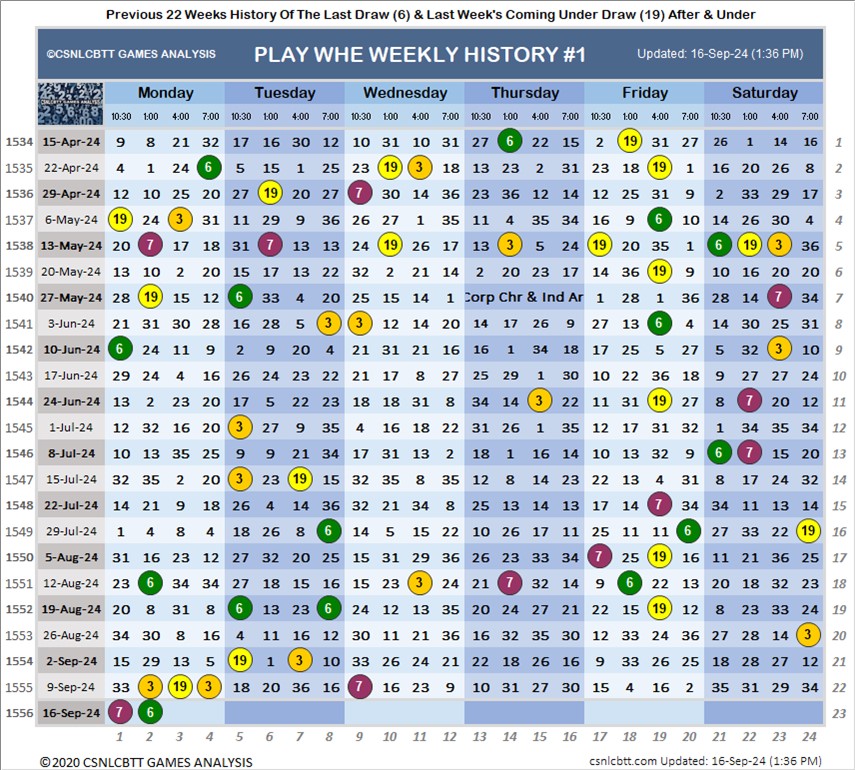 Previous 22 Weeks History Of The Last Draw (6) & Last Week's Coming Under Draw (19) After & Under
©CSNLCBTT GAMES ANALYSIS PLAY WHE WEEKLY HISTORY #1 Updated: 16-Sep-24 (1:36 PM)
CSNLCBTT GAMES ANALYSIS Monday Tuesday Wednesday Thursday Friday Saturday
10:30 1:00 4:00 7:00 10:30 1:00 4:00 7:00 10:30 1:00 4:00 7:00 10:30 1:00 4:00 7:00 10:30 1:00 4:00 7:00 10:30 1:00 4:00 7:00
1534 15-Apr-24 9 8 21 32 17 16 30 12 10 31 10 31 27 6 22 15 2 19 31 27 26 1 14 16 1
1535 22-Apr-24 4 1 24 6 5 15 1 25 23 19 3 18 13 23 2 31 23 18 19 9 16 20 26 8 2
1536 29-Apr-24 12 10 25 20 27 19 20 27 7 30 14 36 23 36 12 14 12 25 31 9 2 33 29 17 3
1537 6-May-24 19 24 3 31 11 29 9 36 26 27 1 35 11 4 35 34 16 9 6 10 14 26 30 4 4
1538 13-May-24 20 7 17 18 31 7 13 13 24 19 26 17 13 3 5 24 19 20 35 1 6 19 3 36 5
1539 20-May-24 13 10 2 20 15 17 13 22 32 2 21 14 2 20 23 17 14 36 19 9 10 16 20 20 6
1540 27-May-24 28 19 15 12 6 33 4 20 25 15 14 1 Corp Chr & Ind Ar 1 28 1 36 28 14 7 34 7
1541 3-Jun-24 21 31 30 28 16 28 5 3 3 12 14 20 14 17 26 9 27 13 6 4 14 30 25 31 8
1542 10-Jun-24 6 24 11 9 2 9 20 4 21 31 21 16 16 1 34 18 17 25 5 27 5 32 3 10 9
1543 17-Jun-24 29 24 4 16 26 24 23 22 21 17 8 27 25 29 1 30 10 22 36 18 9 27 27 24 10
1544 24-Jun-24 13 2 23 20 17 5 22 23 18 33 31 8 34 14 3 22 11 31 19 27 8 7 20 12 11
1545 1-Jul-24 12 32 16 20 3 27 9 35 4 16 18 22 31 26 1 35 12 17 31 32 1 34 35 34 12
1546 8-Jul-24 10 13 35 25 9 9 21 34 17 31 13 2 18 1 16 14 10 13 32 9 6 7 15 20 13
1547 15-Jul-24 32 35 2 20 3 23 19 15 32 35 8 35 12 8 14 23 22 13 4 31 8 17 24 32 14
1548 22-Jul-24 14 21 9 18 26 4 14 36 32 21 34 8 25 13 14 13 17 14 7 34 34 11 13 14 15
1549 29-Jul-24 1 4 8 4 18 26 8 6 14 5 15 22 10 26 17 11 25 11 11 6 27 33 22 19 16
1550 5-Aug-24 31 16 23 12 27 32 20 25 15 31 29 36 26 23 33 34 7 25 19 16 11 21 36 25 17
1551 12-Aug-24 23 6 34 34 27 18 15 16 15 23 3 24 21 7 32 14 9 6 22 13 20 18 32 23 18
1552 19-Aug-24 20 8 31 8 6 13 23 6 24 12 13 35 20 24 27 21 22 15 19 12 8 23 33 24 19
1553 26-Aug-24 34 30 8 16 4 11 16 12 30 11 21 36 16 32 35 30 12 33 24 36 27 28 14 3 20
1554 2-Sep-24 15 29 13 5 19 1 3 10 33 26 24 21 22 18 26 16 9 33 26 25 18 28 27 12 21
1555 9-Sep-24 33 3 19 3 18 20 36 16 7 16 23 9 10 31 27 30 15 4 16 2 35 31 29 34 22
1556 16-Sep-24 7 6 23
1 2 3 4 5 6 7 8 9 10 11 12 13 14 15 16 17 18 19 20 21 22 23 24
©2020 CSNLCBTT GAMES ANALYSIS csnlcbtt.com Updated: 16-Sep-24 (1:36 PM)